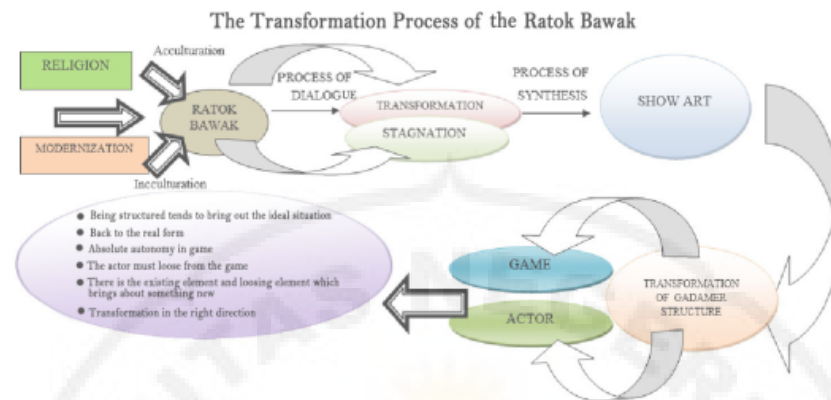 The Transformation Process of the Ratok Bawak
Acculturation
RELIGION
PROCESS OF
DIALOGUE
PROCESS OF
SYNTHESIS
RATOK
BAWAK
TRANSFORMATION
STAGNATION
SHOW ART
MODERNIZATION
Incculturation
● Being structured tends to bring out the ideal situation
● Back to the real form
● Absolute autonomy in game
● The actor must loose from the game
● There is the existing element and loosing element which
brings about something new
● Transformation in the right direction
GAME
ACTOR
TRANSFORMATION
OF GADAMER
STRUCTURE